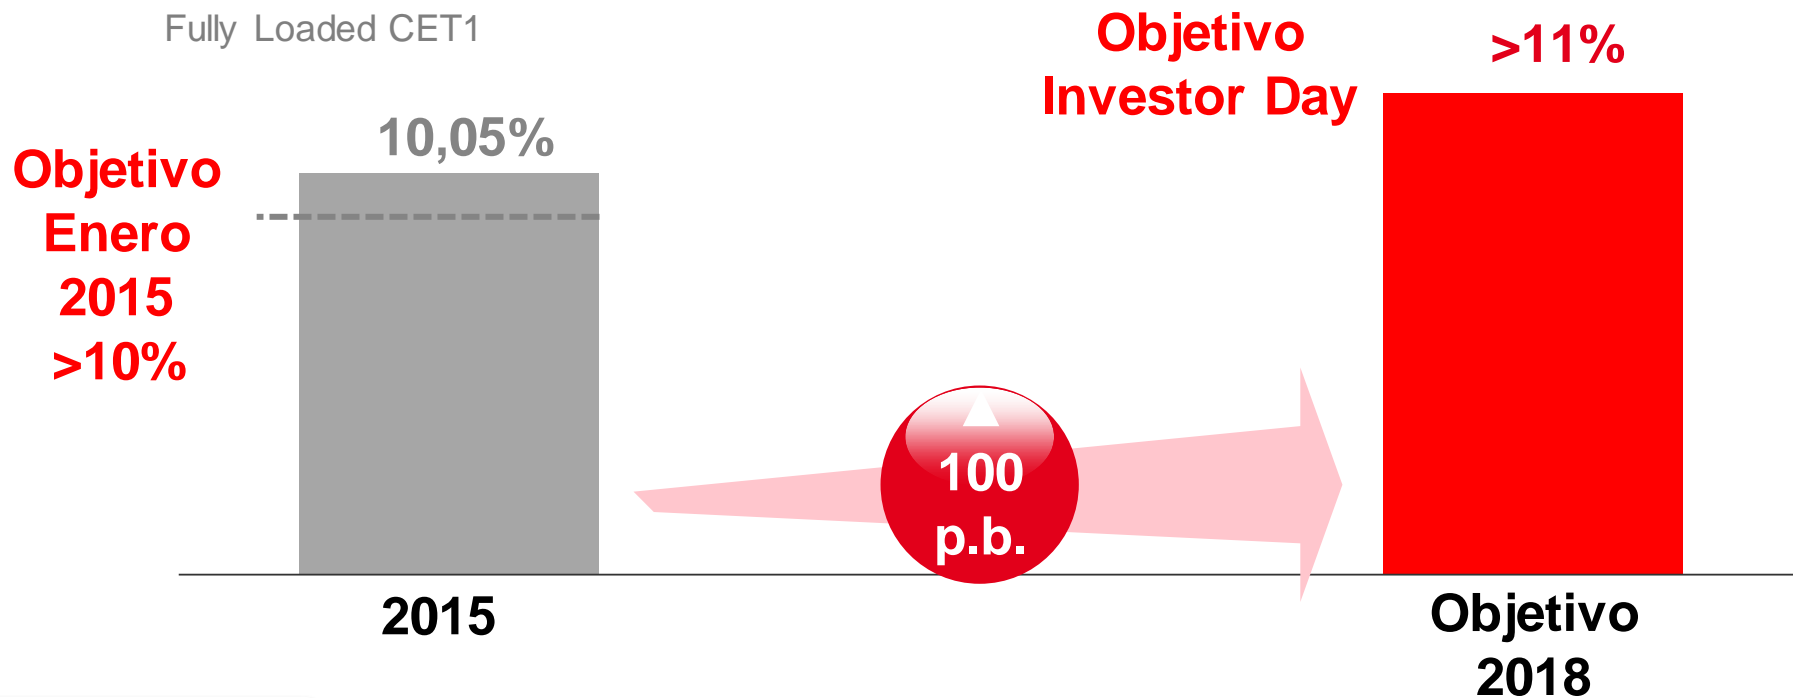 Fully Loaded CET1
Objetivo
Enero
2015
>10%
10,05%
2015
100
p.b.
Objetivo
Investor Day
>11%
Objetivo
2018